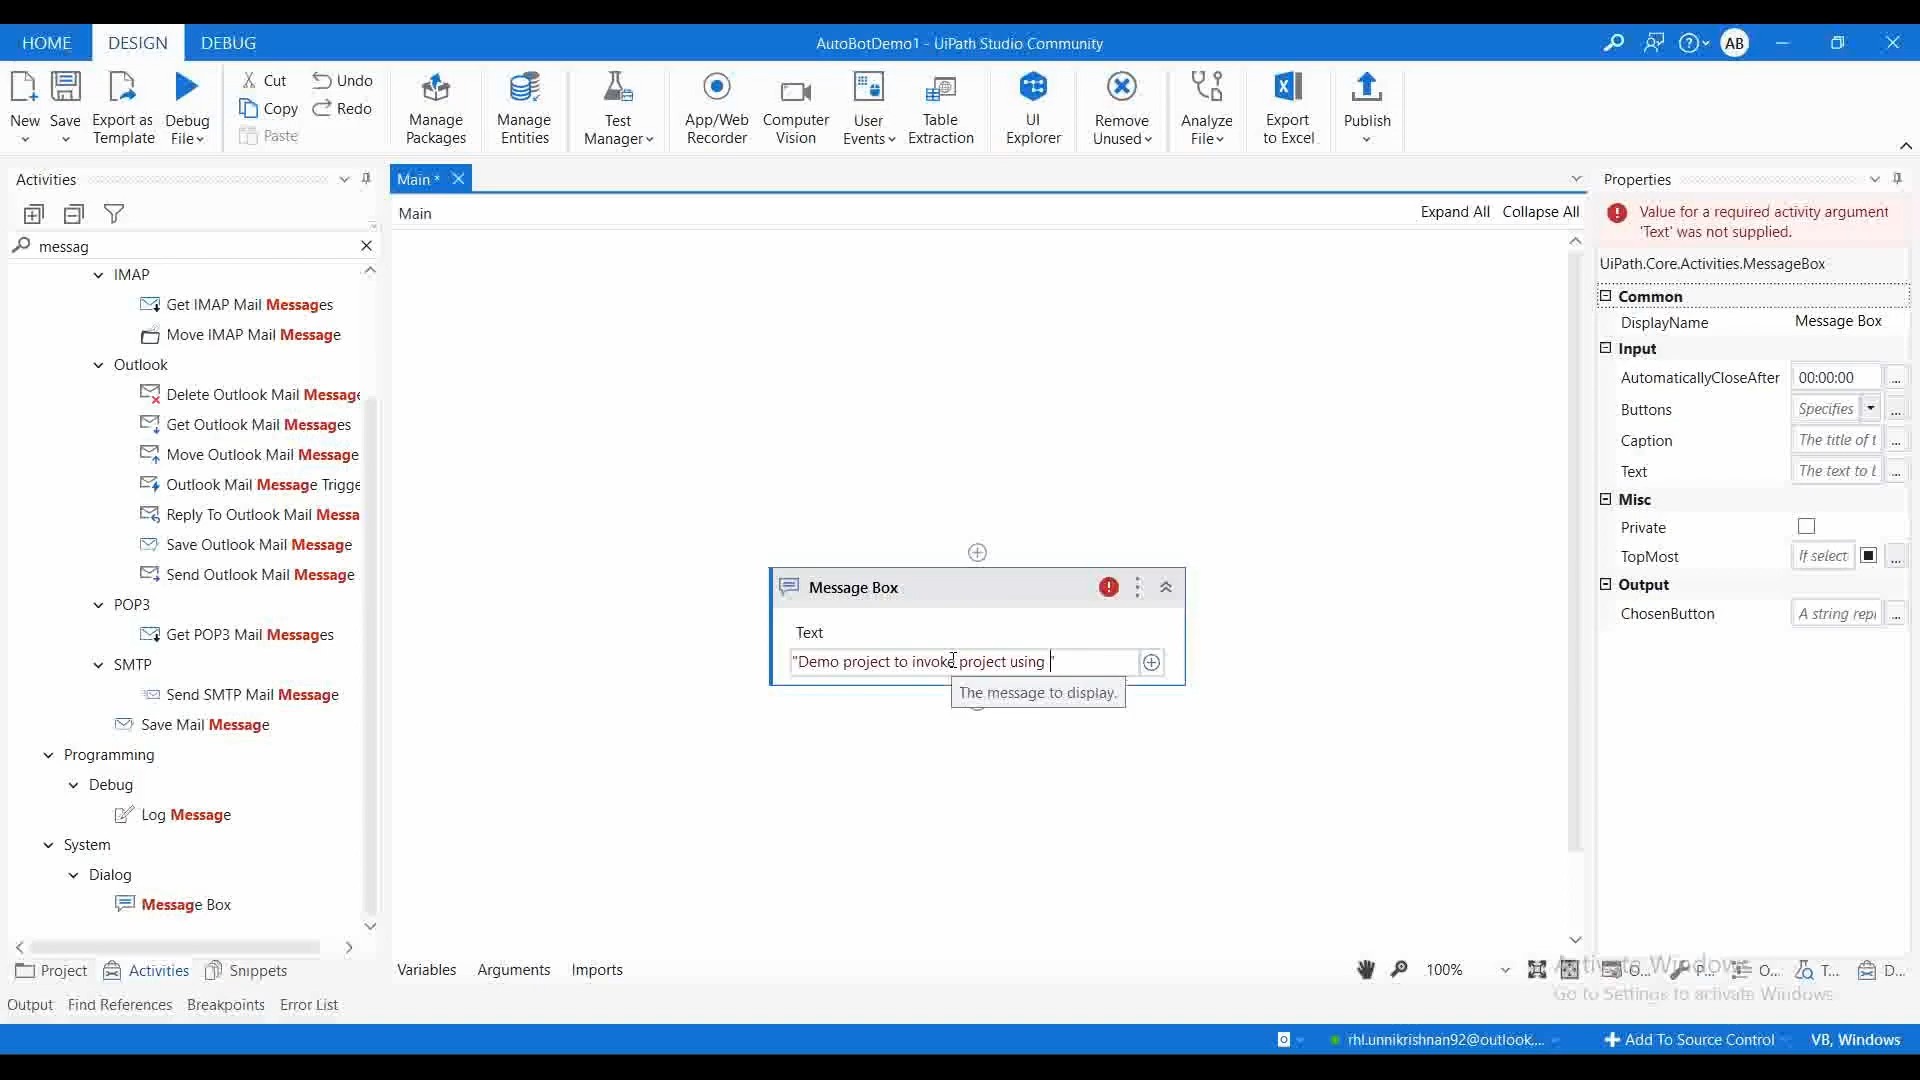 HOME DESIGN DEBUG
AutoBotDemo1 - UiPath Studio Community
AB
New
Save
Export as Template
Debug File
Cut
Copy
Paste
Undo
Redo
Manage Packages
Manage Entities
Test Manager
App/Web Recorder
Computer Vision
User Events
Table Extraction
UI Explorer
Remove Unused
Analyze File
Export to Excel
Publish
Activities
messag
IMAP
Get IMAP Mail Messages
Move IMAP Mail Message
Outlook
Delete Outlook Mail Message
Get Outlook Mail Messages
Move Outlook Mail Message
Outlook Mail Message Trigge
Reply To Outlook Mail Messa
Save Outlook Mail Message
Send Outlook Mail Message
POP3
Get POP3 Mail Messages
SMTP
Send SMTP Mail Message
Save Mail Message
Programming
Debug
Log Message
System
Dialog
Message Box
Project Activities Snippets
Main *
Main
Expand All Collapse All
Message Box
Text
"Demo project to invoke project using "
The message to display.
Variables Arguments Imports
100%
Properties
Value for a required activity argument
'Text' was not supplied.
UiPath.Core.Activities.MessageBox
Common
DisplayName Message Box
Input
AutomaticallyCloseAfter 00:00:00 ...
Buttons Specifies ...
Caption The title of t ...
Text The text to b ...
Misc
Private
TopMost If select ...
Output
ChosenButton A string repr ...
O... P... O... T... D...
Activate Windows
Go to Settings to activate Windows.
Output Find References Breakpoints Error List
rhl.unnikrishnan92@outlook....
Add To Source Control
VB, Windows